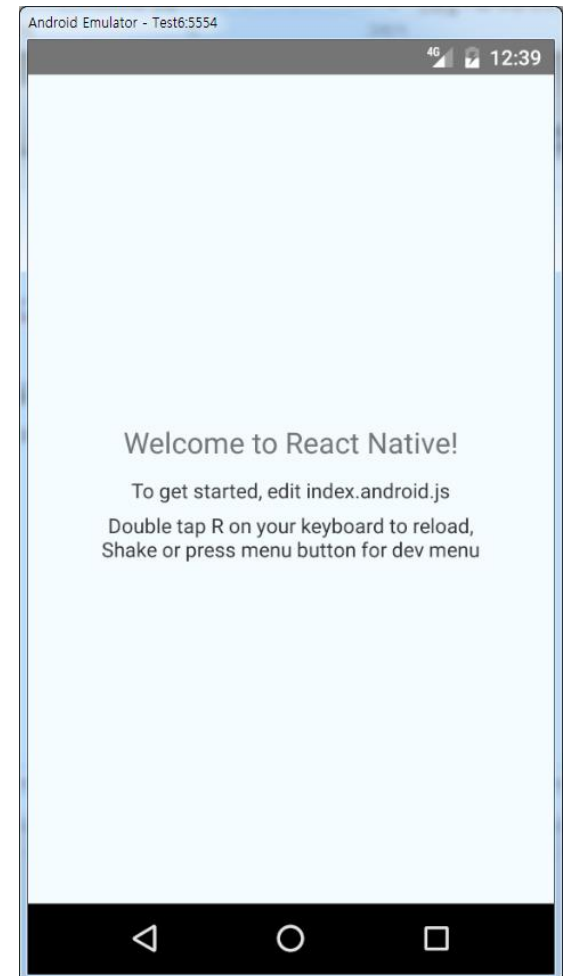 Android Emulator - Test6:5554
4G 12:39
Welcome to React Native!
To get started, edit index.android.js
Double tap R on your keyboard to reload,
Shake or press menu button for dev menu